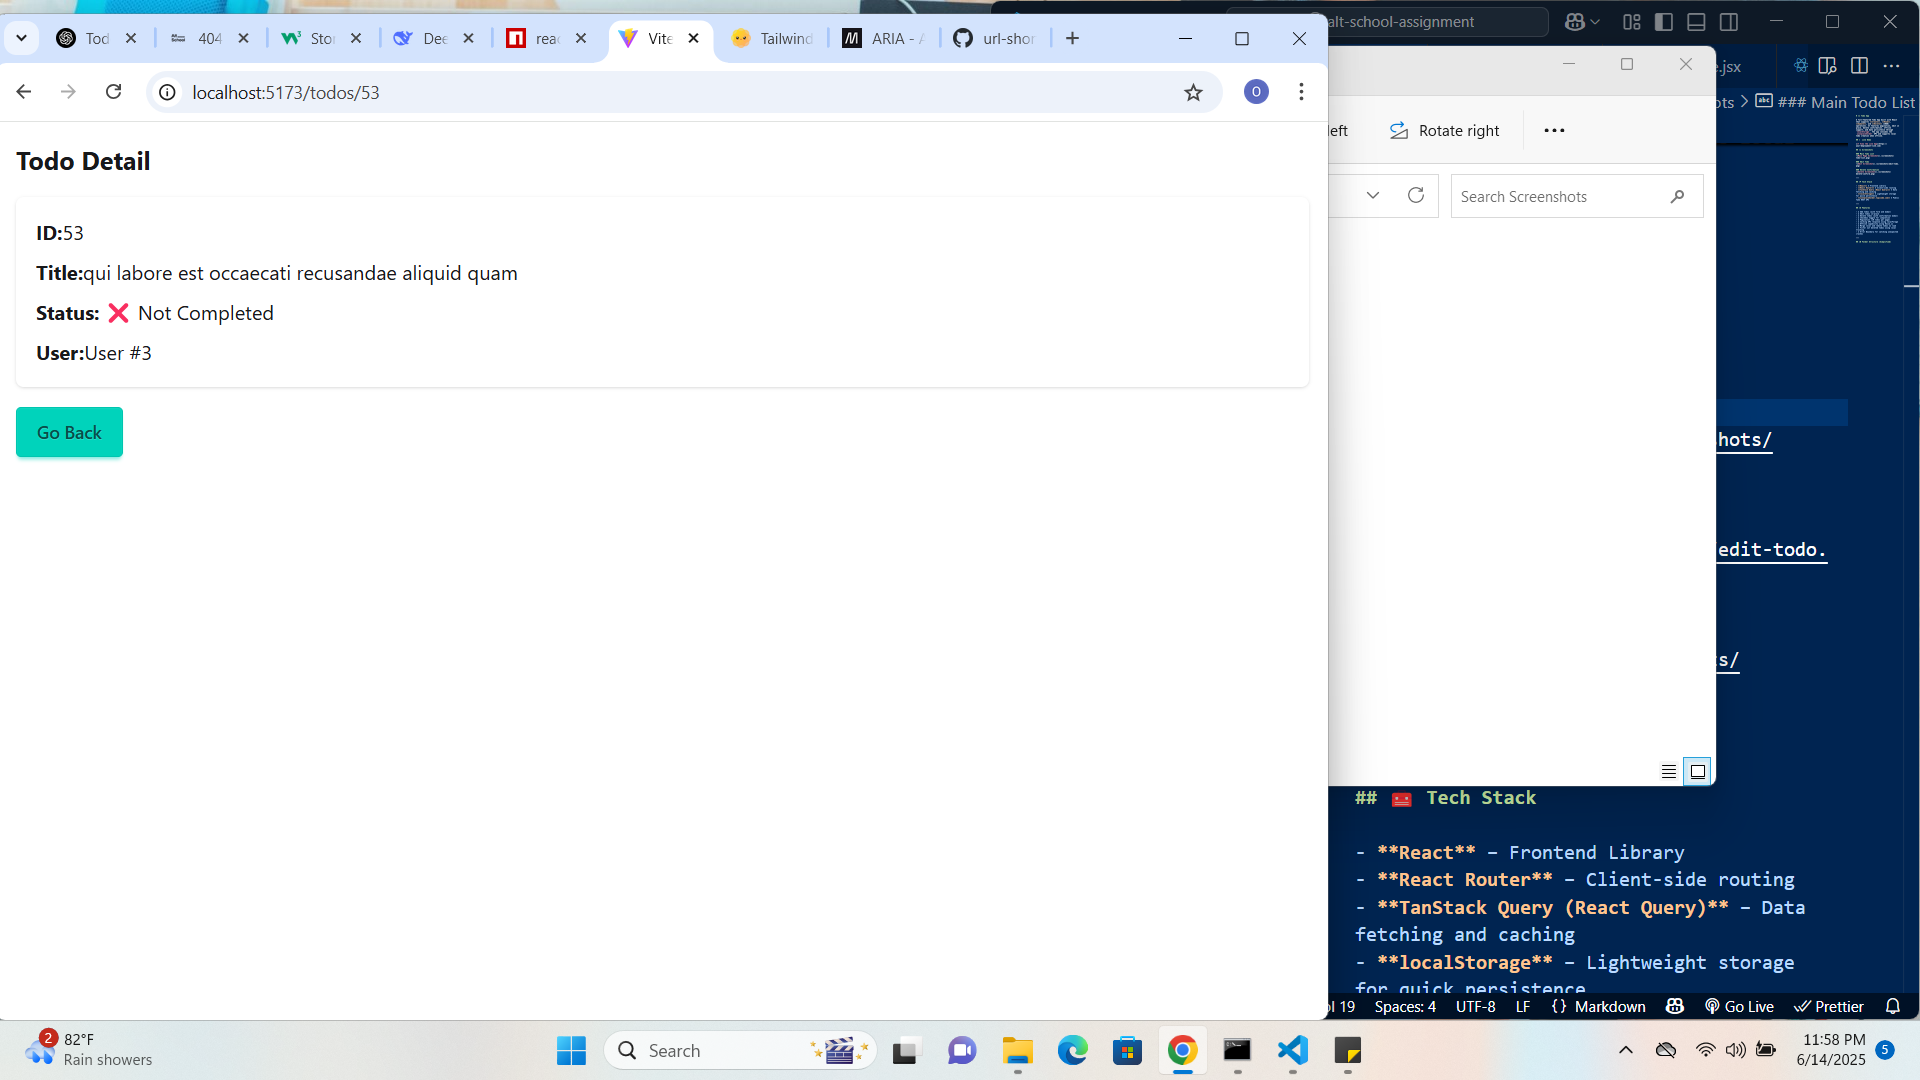 Tod
404
Sto
Dee
reac
Vite
Tailwind
ARIA - A
url-shor
alt-school-assignment
localhost:5173/todos/53
O
.jsx
ots > ### Main Todo List
left
Rotate right
Search Screenshots
Todo Detail
ID:53
Title:qui labore est occaecati recusandae aliquid quam
Status: ❌ Not Completed
User:User #3
Go Back
hots/
edit-todo.
s/
## Tech Stack
- **React** – Frontend Library
- **React Router** – Client-side routing
- **TanStack Query (React Query)** – Data
fetching and caching
- **localStorage** – Lightweight storage
for quick persistence
ol 19 Spaces: 4 UTF-8 LF {} Markdown Go Live Prettier
2
82°F
Rain showers
Search
11:58 PM
6/14/2025
5